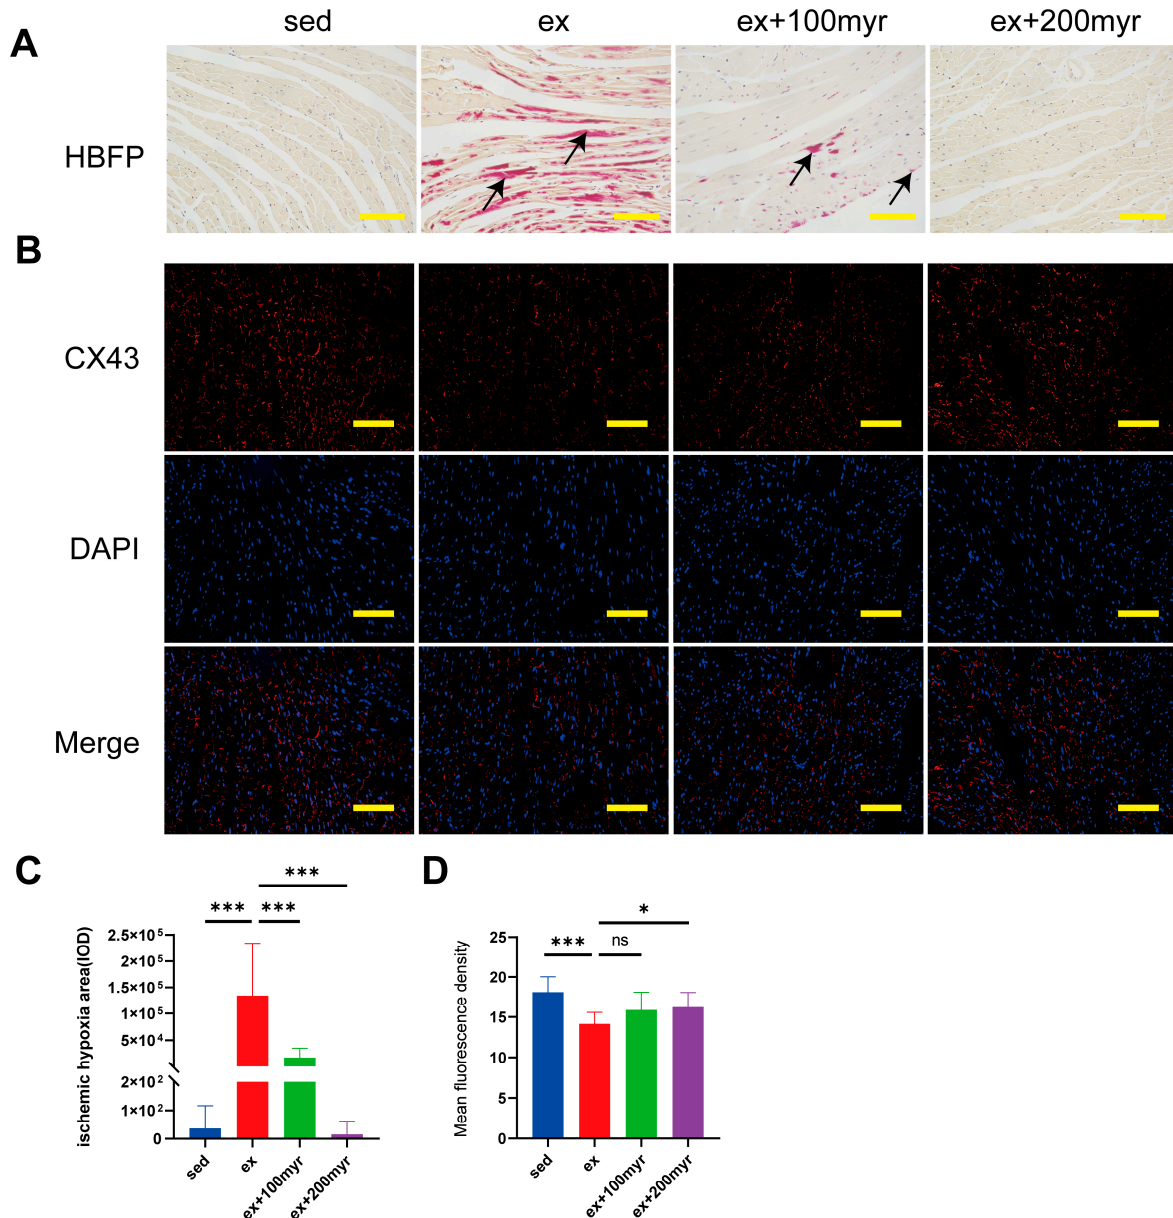 sed ex ex+100myr ex+200myr
A
HBFP
B
CX43
DAPI
Merge
C
***
*** ***
ischemic hypoxia area(IOD)
2.5×10⁵
2×10⁵
1.5×10⁵
1×10⁵
5×10⁴
2×10²
1×10²
0
sed ex ex+100myr ex+200myr
D
*
*** ns
Mean fluorescence density
25
20
15
10
5
0
sed ex ex+100myr ex+200myr